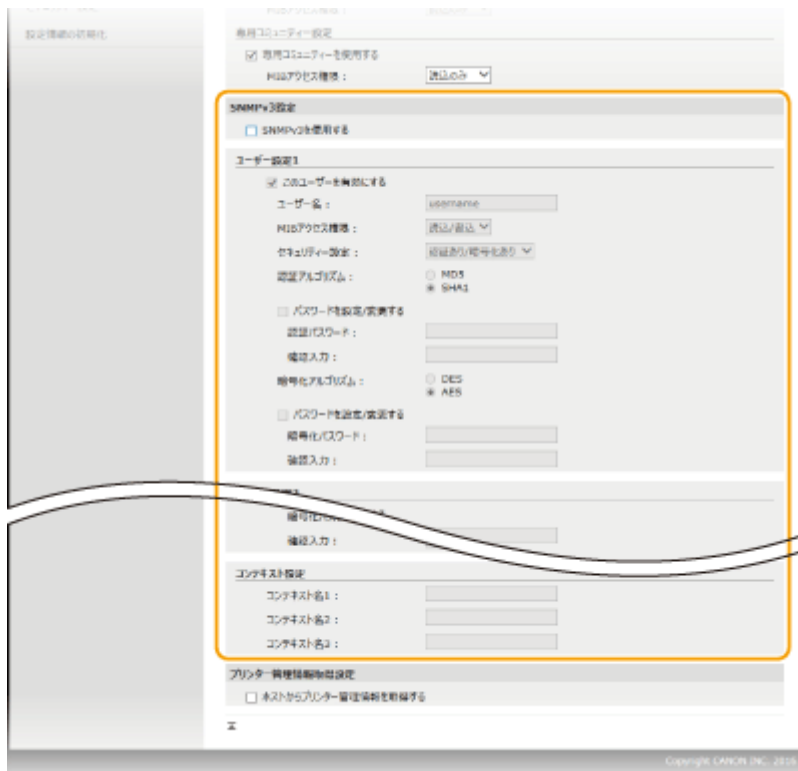 設定情報の初期化
専用コミュニティー設定
専用コミュニティーを使用する
MIBアクセス権限： 読込のみ
SNMPv3設定
SNMPv3を使用する
ユーザー設定1
このユーザーを有効にする
ユーザー名： username
MIBアクセス権限： 読込/書込
セキュリティー設定： 認証あり/暗号化あり
認証アルゴリズム： MD5
SHA1
パスワードを設定/変更する
認証パスワード：
確認入力：
暗号化アルゴリズム： DES
AES
パスワードを設定/変更する
暗号化パスワード：
確認入力：
確認入力：
コンテキスト設定
コンテキスト名1：
コンテキスト名2：
コンテキスト名3：
プリンター管理情報取得設定
ホストからプリンター管理情報を取得する
Copyright CANON INC. 2016